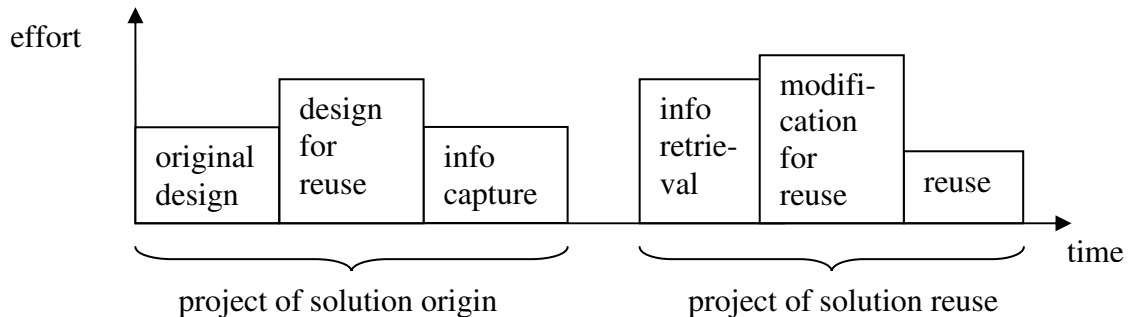 effort
original
design
design
for
reuse
info
capture
info
retrie-
val
modifi-
cation
for
reuse
reuse
time
project of solution origin
project of solution reuse